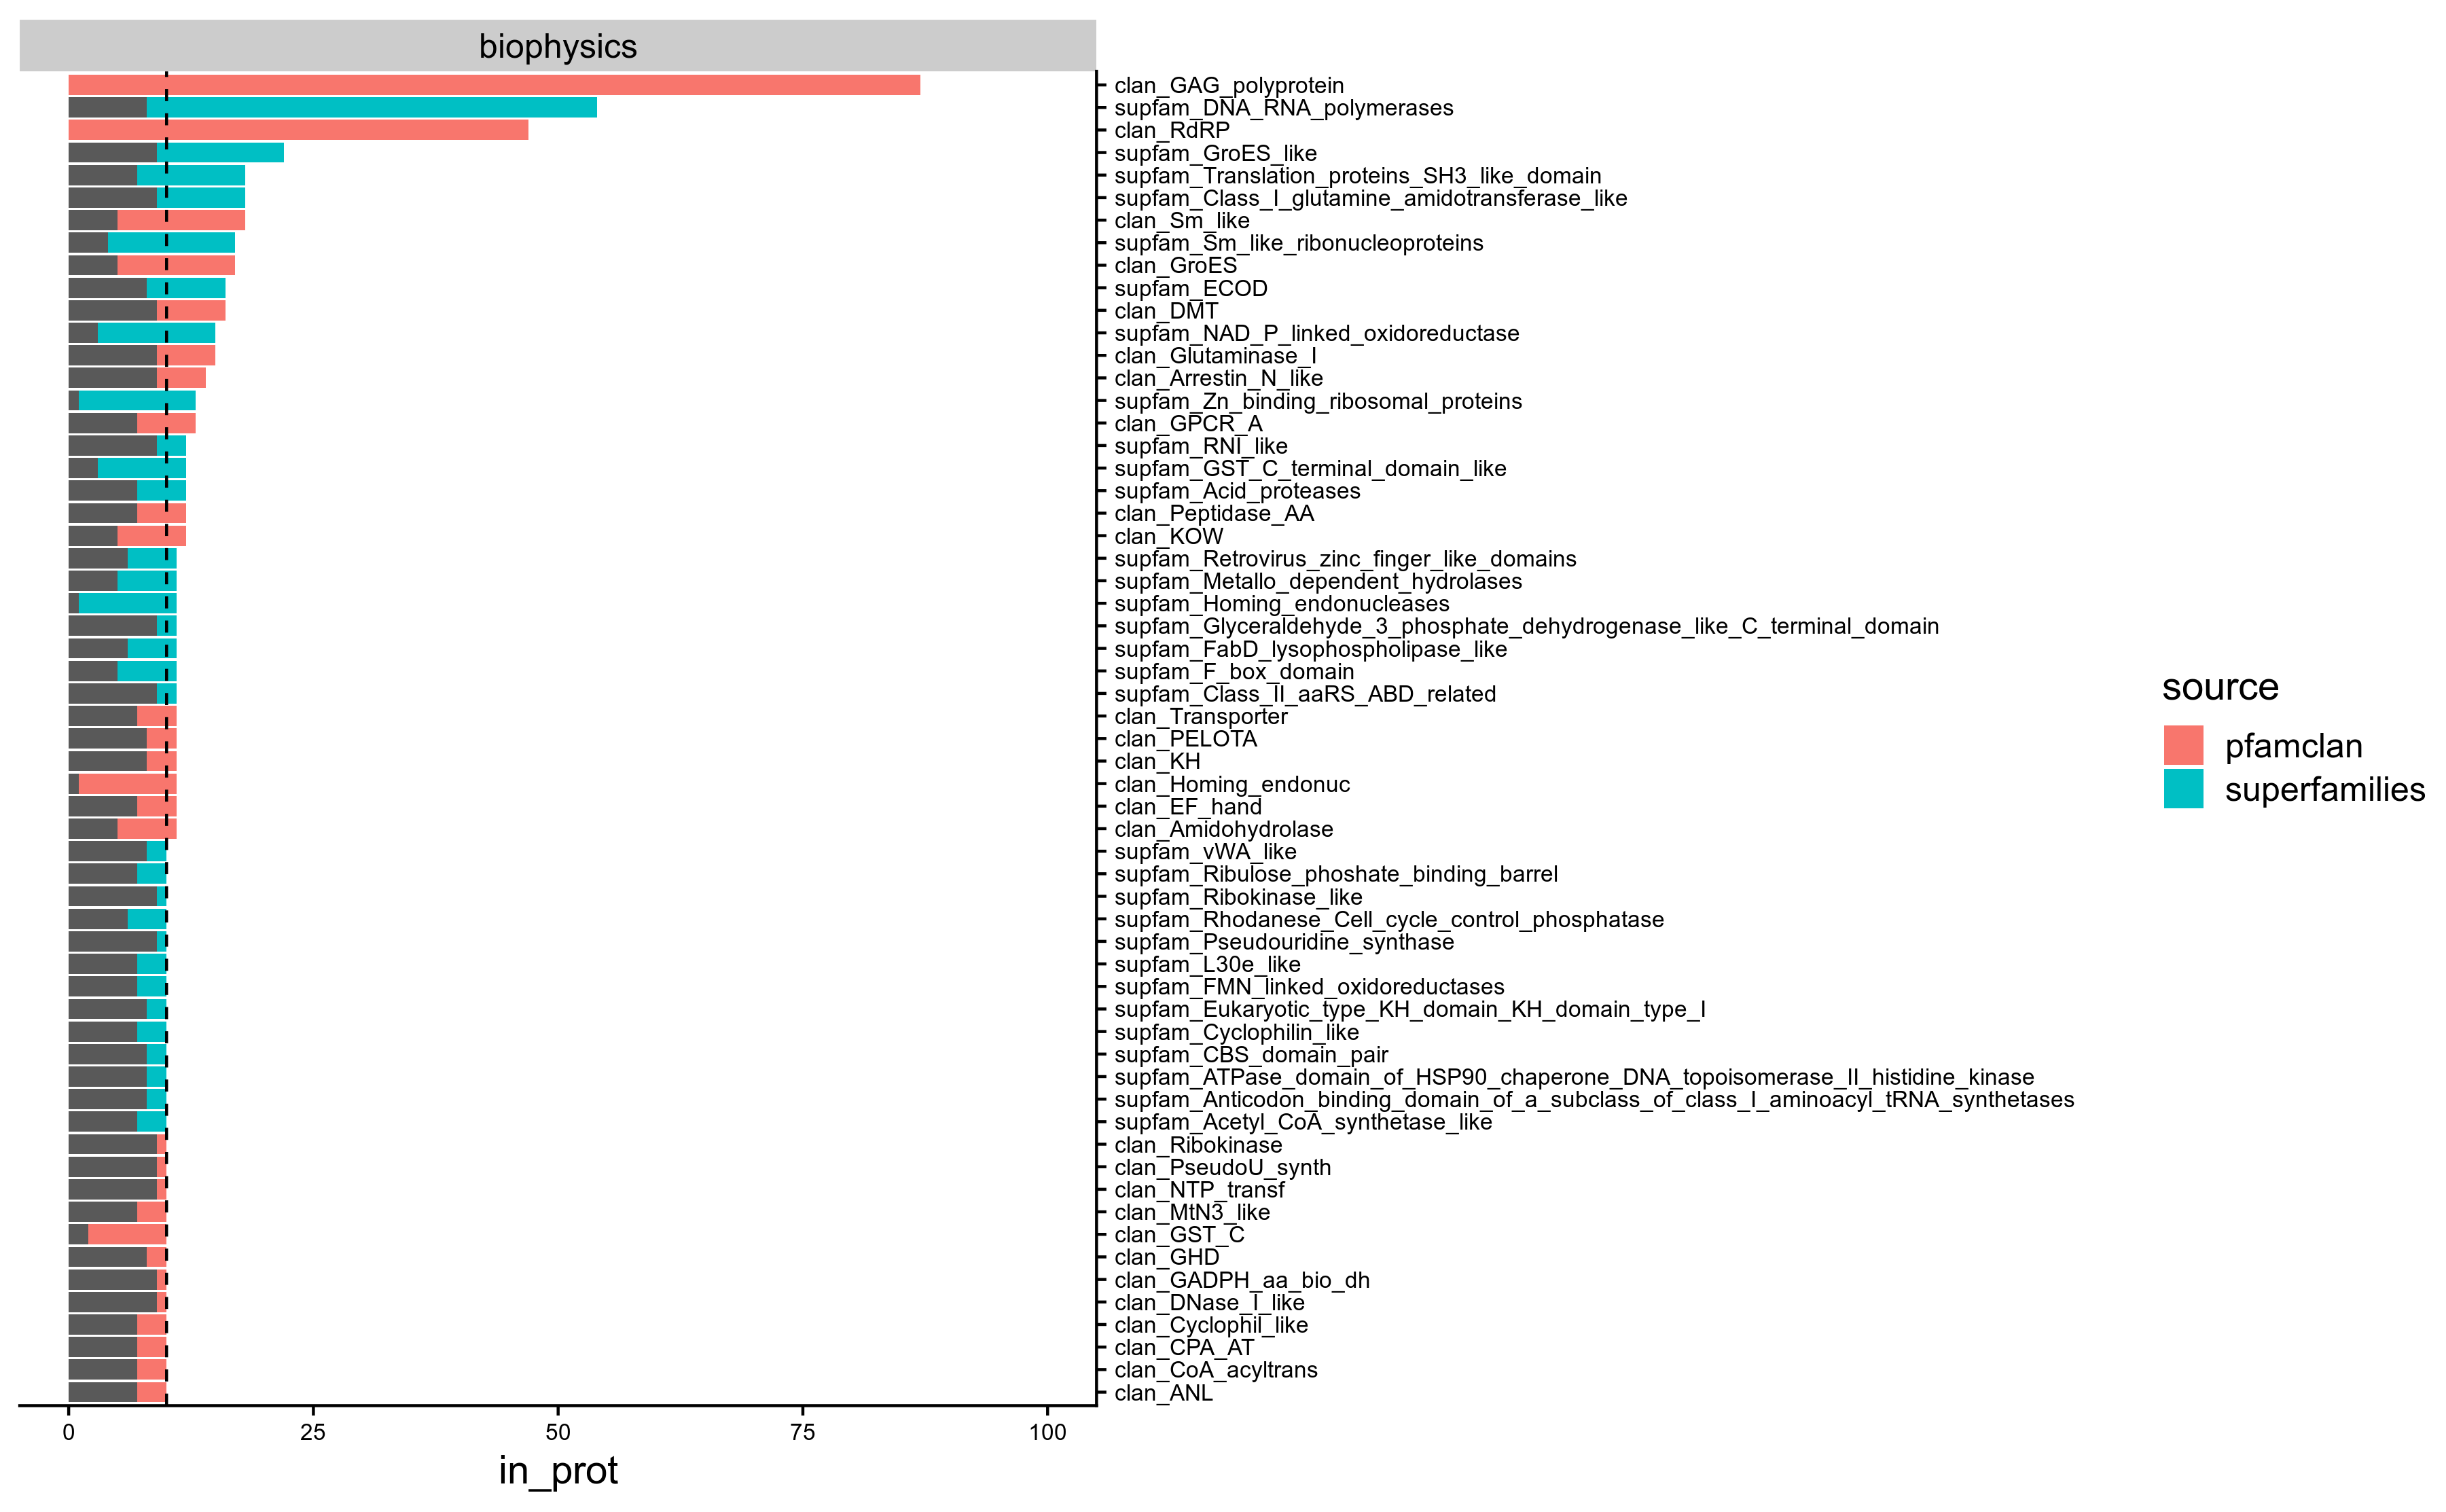 biophysics
clan_GAG_polyprotein
supfam_DNA_RNA_polymerases
clan_RdRP
supfam_GroES_like
supfam_Translation_proteins_SH3_like_domain
supfam_Class_I_glutamine_amidotransferase_like
clan_Sm_like
supfam_Sm_like_ribonucleoproteins
clan_GroES
supfam_ECOD
clan_DMT
supfam_NAD_P_linked_oxidoreductase
clan_Glutaminase_I
clan_Arrestin_N_like
supfam_Zn_binding_ribosomal_proteins
clan_GPCR_A
supfam_RNI_like
supfam_GST_C_terminal_domain_like
supfam_Acid_proteases
clan_Peptidase_AA
clan_KOW
supfam_Retrovirus_zinc_finger_like_domains
supfam_Metallo_dependent_hydrolases
supfam_Homing_endonucleases
supfam_Glyceraldehyde_3_phosphate_dehydrogenase_like_C_terminal_domain
supfam_FabD_lysophospholipase_like
supfam_F_box_domain
supfam_Class_II_aaRS_ABD_related
clan_Transporter
clan_PELOTA
clan_KH
clan_Homing_endonuc
clan_EF_hand
clan_Amidohydrolase
supfam_vWA_like
supfam_Ribulose_phoshate_binding_barrel
supfam_Ribokinase_like
supfam_Rhodanese_Cell_cycle_control_phosphatase
supfam_Pseudouridine_synthase
supfam_L30e_like
supfam_FMN_linked_oxidoreductases
supfam_Eukaryotic_type_KH_domain_KH_domain_type_I
supfam_Cyclophilin_like
supfam_CBS_domain_pair
supfam_ATPase_domain_of_HSP90_chaperone_DNA_topoisomerase_II_histidine_kinase
supfam_Anticodon_binding_domain_of_a_subclass_of_class_I_aminoacyl_tRNA_synthetases
supfam_Acetyl_CoA_synthetase_like
clan_Ribokinase
clan_PseudoU_synth
clan_NTP_transf
clan_MtN3_like
clan_GST_C
clan_GHD
clan_GADPH_aa_bio_dh
clan_DNase_I_like
clan_Cyclophil_like
clan_CPA_AT
clan_CoA_acyltrans
clan_ANL
0 25 50 75 100
in_prot
source
pfamclan
superfamilies